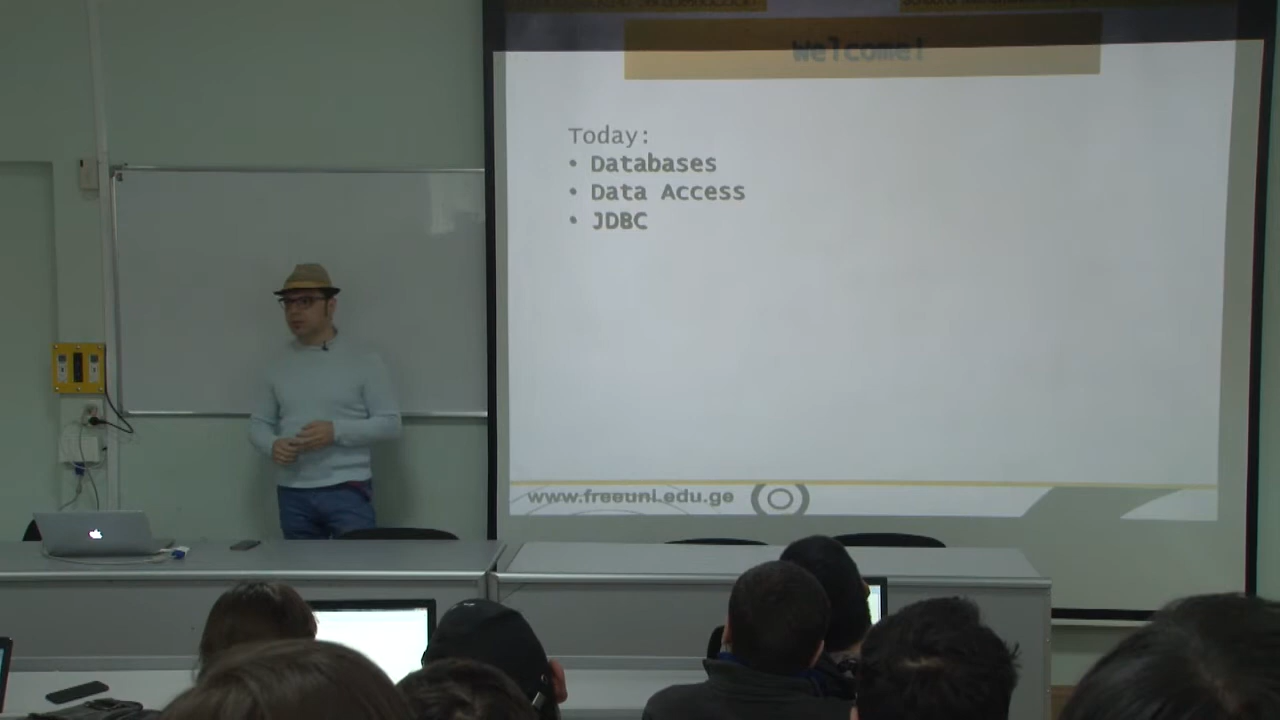 Welcome!
Today:
• Databases
• Data Access
• JDBC
www.freeuni.edu.ge